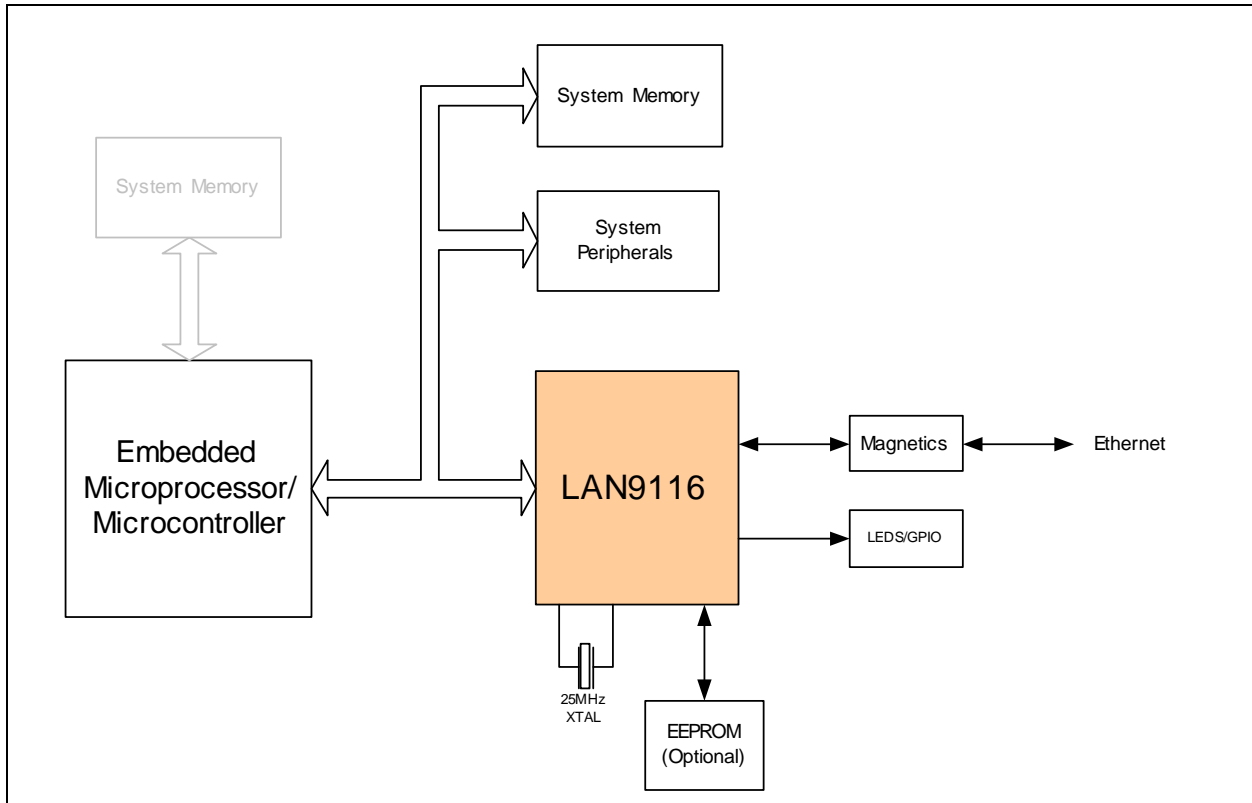 System Memory
System Memory
System
Peripherals
Embedded
Microprocessor/
Microcontroller
LAN9116
Magnetics
Ethernet
LEDS/GPIO
25MHz
XTAL
EEPROM
(Optional)